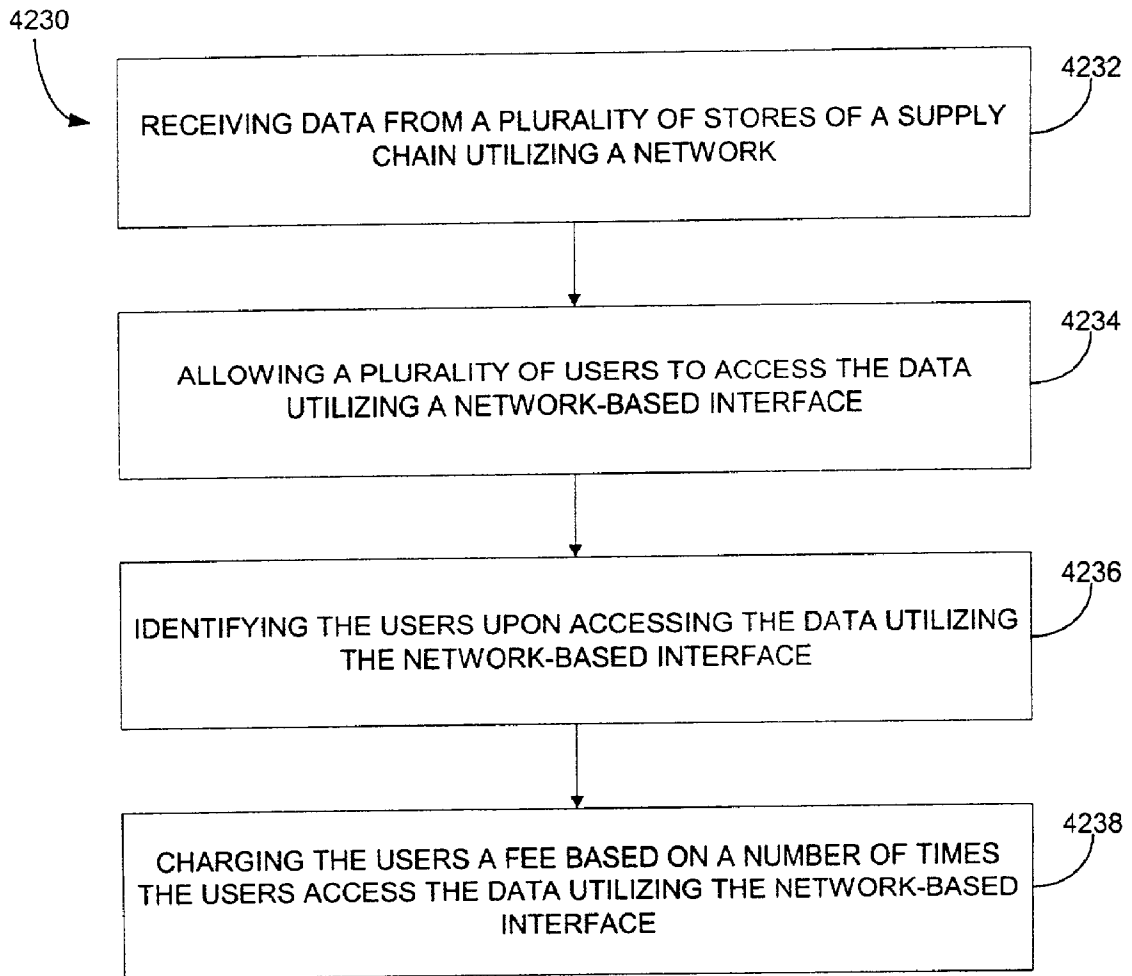 4230
4232
RECEIVING DATA FROM A PLURALITY OF STORES OF A SUPPLY
CHAIN UTILIZING A NETWORK
4234
ALLOWING A PLURALITY OF USERS TO ACCESS THE DATA
UTILIZING A NETWORK-BASED INTERFACE
4236
IDENTIFYING THE USERS UPON ACCESSING THE DATA UTILIZING
THE NETWORK-BASED INTERFACE
4238
CHARGING THE USERS A FEE BASED ON A NUMBER OF TIMES
THE USERS ACCESS THE DATA UTILIZING THE NETWORK-BASED
INTERFACE